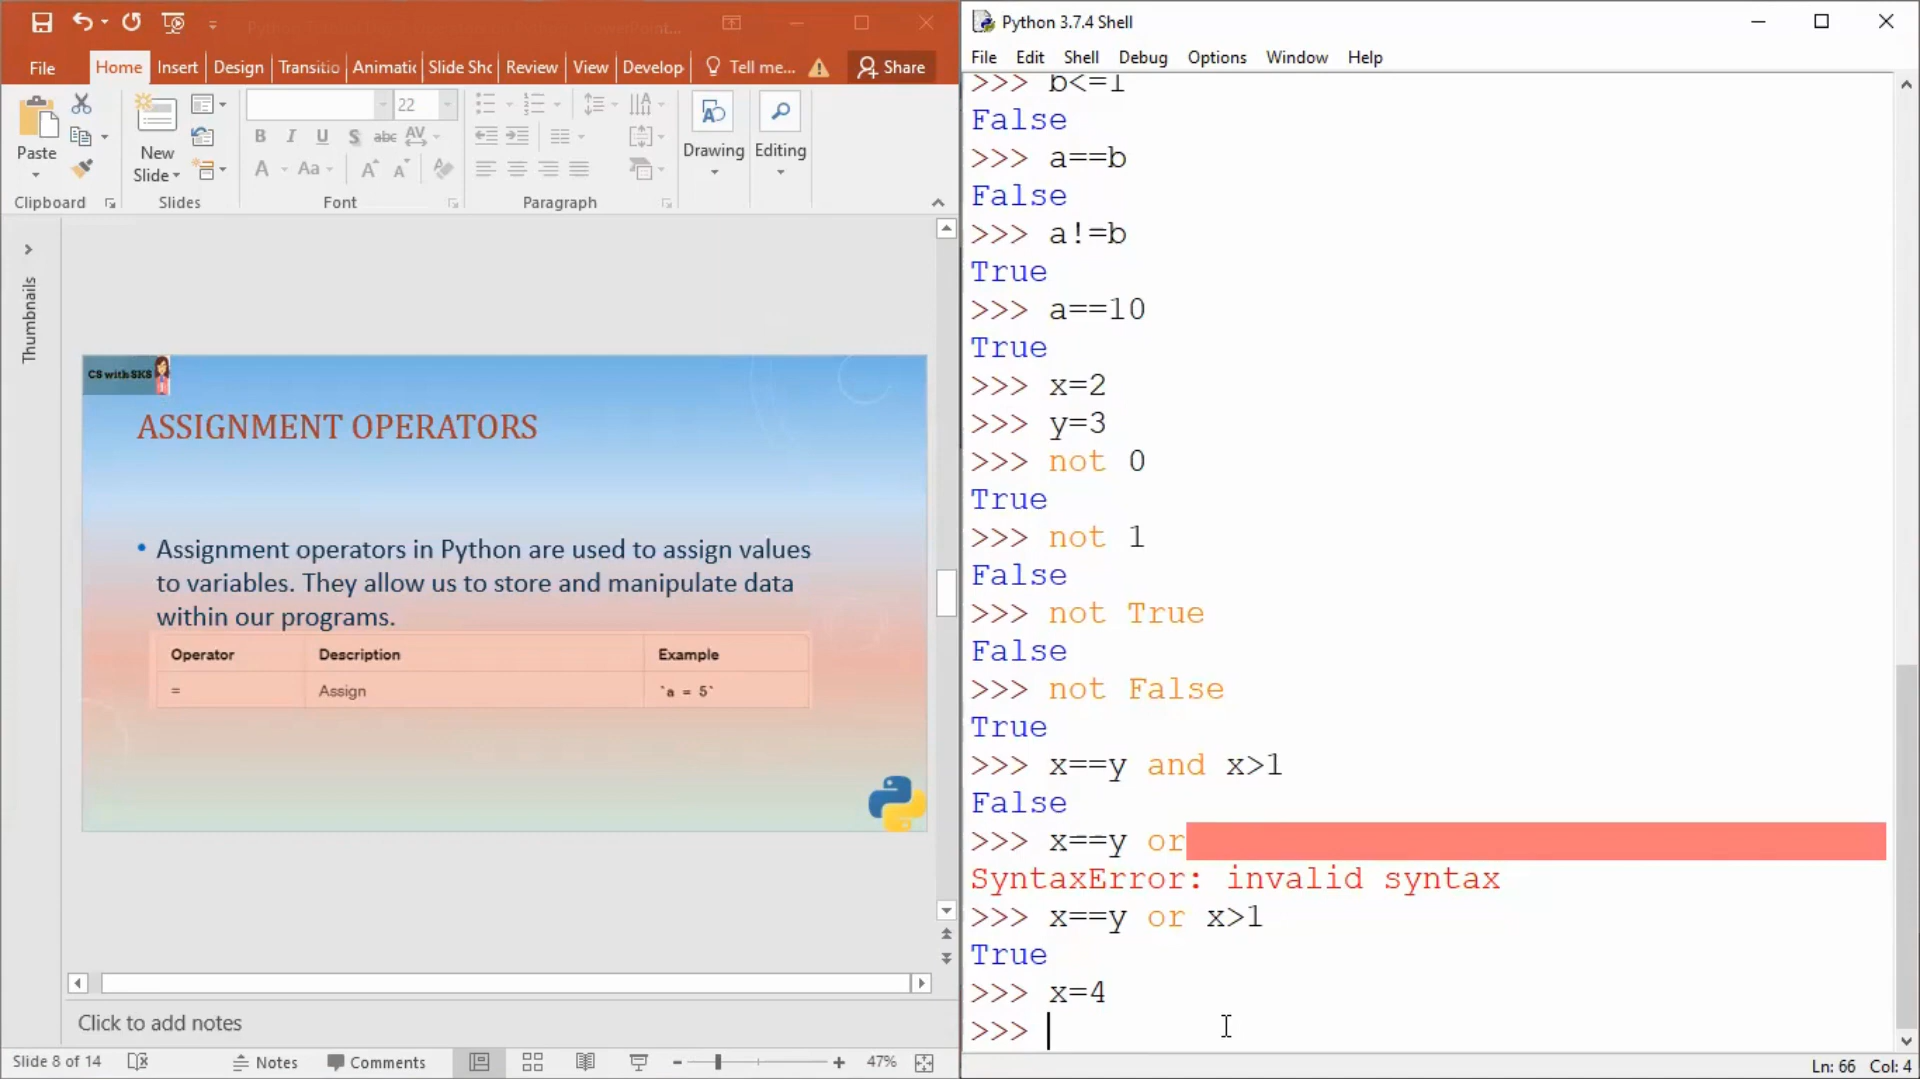 File
Home
Insert
Design
Transitio
Animatic
Slide Shc
Review
View
Develop
Tell me...
Share
22
Paste
New
Slide
Drawing
Editing
Clipboard
Slides
Font
Paragraph
Thumbnails
CS with SKS
ASSIGNMENT OPERATORS
• Assignment operators in Python are used to assign values
to variables. They allow us to store and manipulate data
within our programs.
Operator Description Example
= Assign `a = 5`
Click to add notes
Slide 8 of 14
Notes
Comments
47%
Python 3.7.4 Shell
File Edit Shell Debug Options Window Help
>>> b<=1
False
>>> a==b
False
>>> a!=b
True
>>> a==10
True
>>> x=2
>>> y=3
>>> not 0
True
>>> not 1
False
>>> not True
False
>>> not False
True
>>> x==y and x>1
False
>>> x==y or
SyntaxError: invalid syntax
>>> x==y or x>1
True
>>> x=4
>>>
Ln: 66 Col: 4